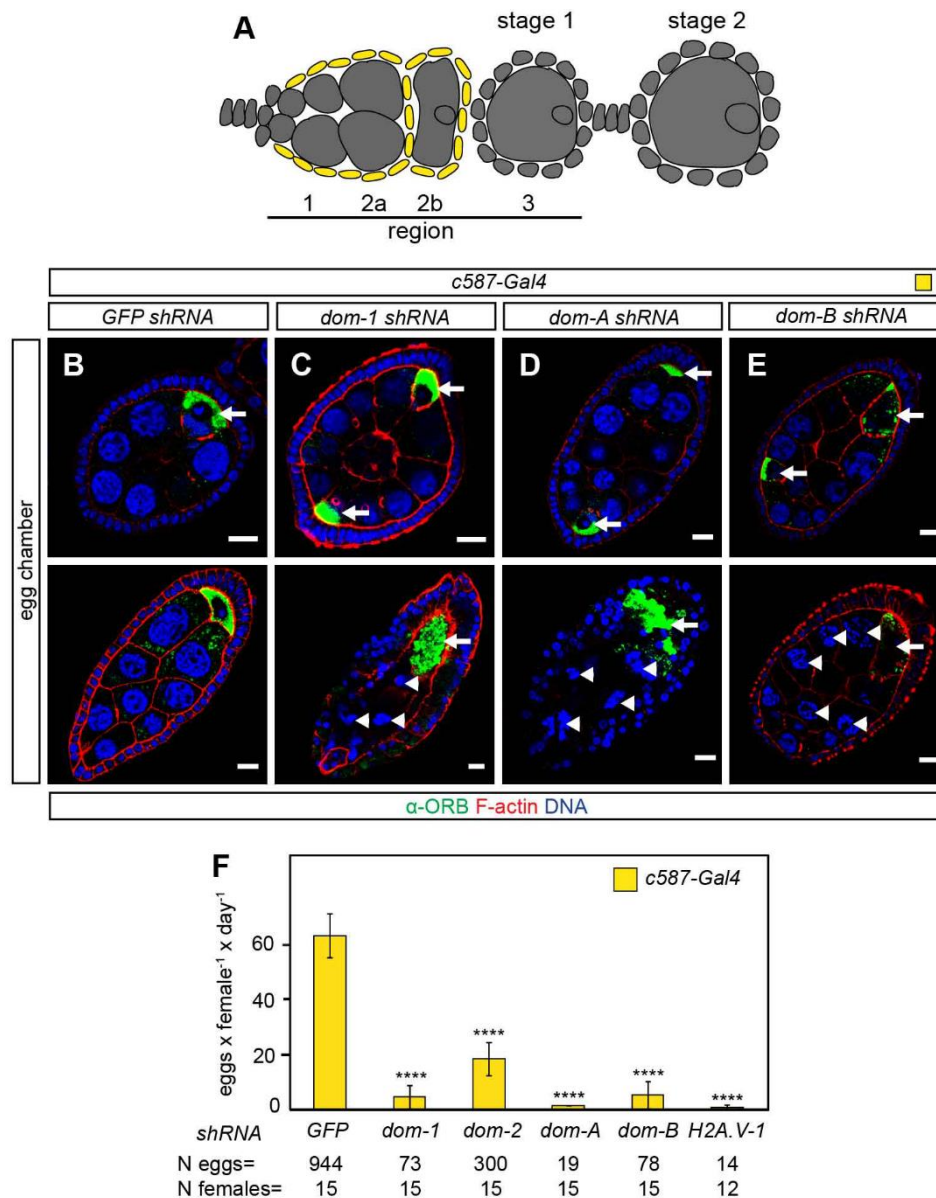 A
stage 1
stage 2
1 2a 2b 3
region
c587-Gal4
GFP shRNA
dom-1 shRNA
dom-A shRNA
dom-B shRNA
egg chamber
B
C
D
E
α-ORB F-actin DNA
F
c587-Gal4
eggs x female⁻¹ x day⁻¹
60
40
20
0
****
****
****
****
****
shRNA GFP dom-1 dom-2 dom-A dom-B H2A.V-1
N eggs= 944 73 300 19 78 14
N females= 15 15 15 15 15 12